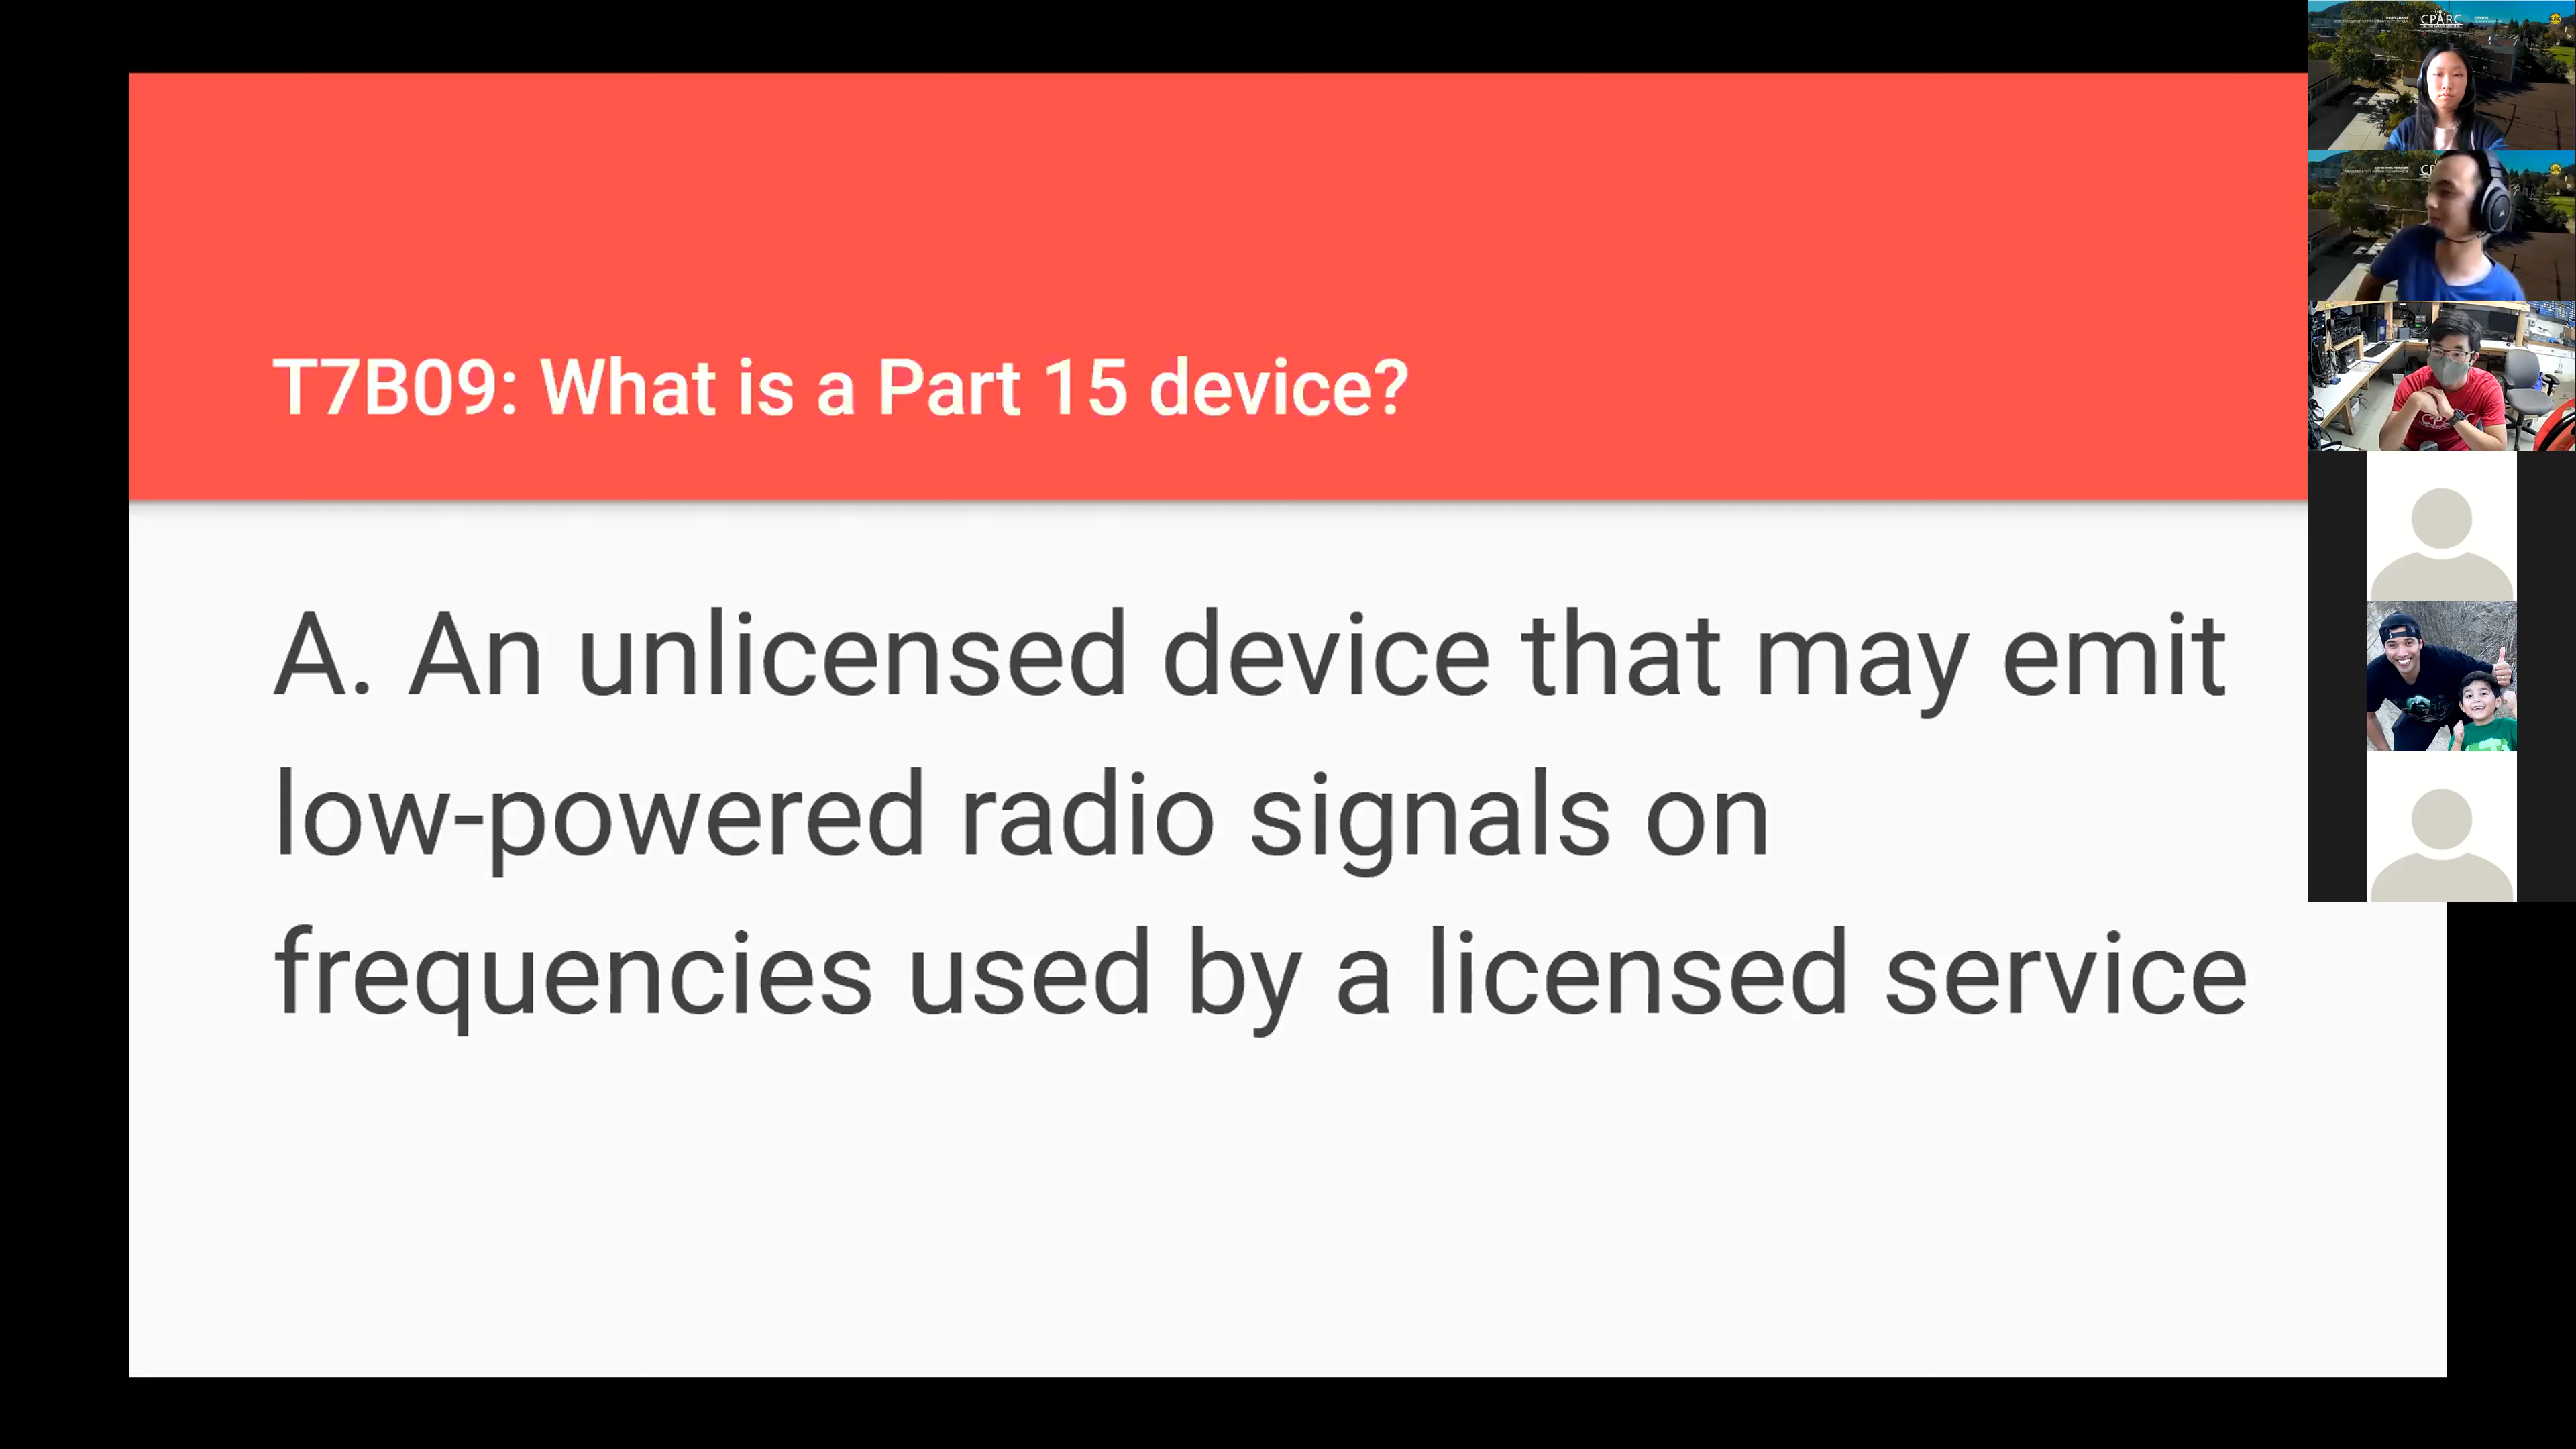 T7B09: What is a Part 15 device?
A. An unlicensed device that may emit
low-powered radio signals on
frequencies used by a licensed service
CPARC